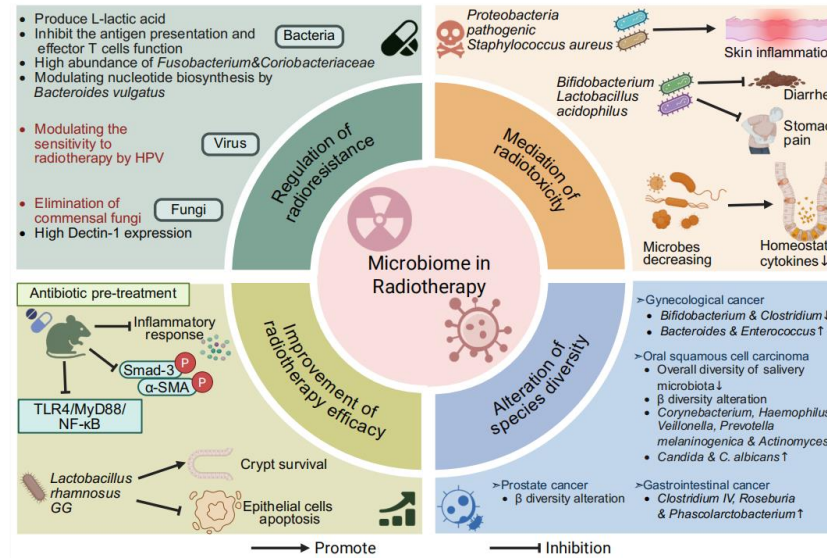 • Produce L-lactic acid
• Inhibit the antigen presentation and
effector T cells function
Bacteria
• High abundance of Fusobacterium&Coriobacteriaceae
• Modulating nucleotide biosynthesis by
Bacteroides vulgatus
• Modulating the
sensitivity to
radiotherapy by HPV
Virus
• Elimination of
commensal fungi
Fungi
• High Dectin-1 expression
Regulation of
radioresistance
Proteobacteria
pathogenic
Staphylococcus aureus
Skin inflammation
Bifidobacterium
Lactobacillus
acidophilus
Diarrhe
Stomac
pain
Microbes
decreasing
Homeostati
cytokines↓
Mediation of
radiotoxicity
Microbiome in
Radiotherapy
Antibiotic pre-treatment
Inflammatory
response
Smad-3
P
α-SMA
P
TLR4/MyD88/
NF-κB
Lactobacillus
rhamnosus
GG
Crypt survival
Epithelial cells
apoptosis
Improvement of
radiotherapy efficacy
Alteration of
species diversity
➣Gynecological cancer
• Bifidobacterium & Clostridium↓
• Bacteroides & Enterococcus↑
➣Oral squamous cell carcinoma
• Overall diversity of salivery
microbiota↓
• β diversity alteration
• Corynebacterium, Haemophilus
Veillonella, Prevotella
melaninogenica & Actinomyces
• Candida & C. albicans↑
➣Prostate cancer
• β diversity alteration
➣Gastrointestinal cancer
• Clostridium IV, Roseburia
& Phascolarctobacterium↑
Promote
Inhibition